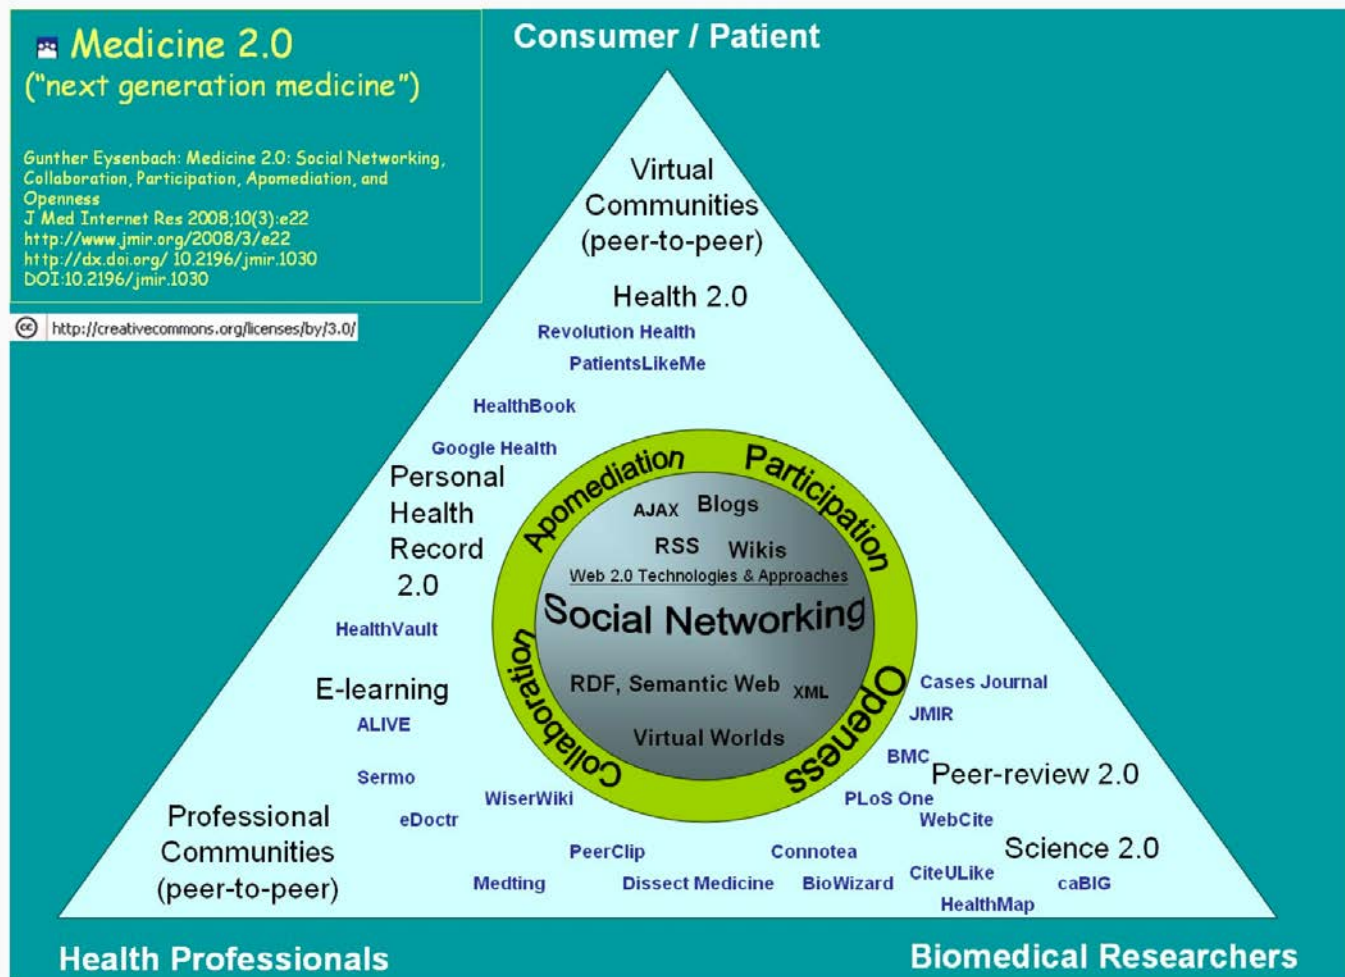 Medicine 2.0
("next generation medicine")
Gunther Eysenbach: Medicine 2.0: Social Networking,
Collaboration, Participation, Apomediation, and
Openness
J Med Internet Res 2008;10(3):e22
http://www.jmir.org/2008/3/e22
http://dx.doi.org/ 10.2196/jmir.1030
DOI:10.2196/jmir.1030
cc http://creativecommons.org/licenses/by/3.0/
Consumer / Patient
Virtual
Communities
(peer-to-peer)
Health 2.0
Revolution Health
PatientsLikeMe
HealthBook
Google Health
Personal
Health
Record
2.0
HealthVault
E-learning
ALIVE
Sermo
eDoctr
WiserWiki
Professional
Communities
(peer-to-peer)
Apomediation
Participation
Collaboration
Openess
AJAX Blogs
RSS Wikis
Web 2.0 Technologies & Approaches
Social Networking
RDF, Semantic Web XML
Virtual Worlds
Cases Journal
JMIR
BMC
Peer-review 2.0
PLoS One
WebCite
Science 2.0
PeerClip
Connotea
Medting
Dissect Medicine
BioWizard
CiteULike
caBIG
HealthMap
Health Professionals
Biomedical Researchers